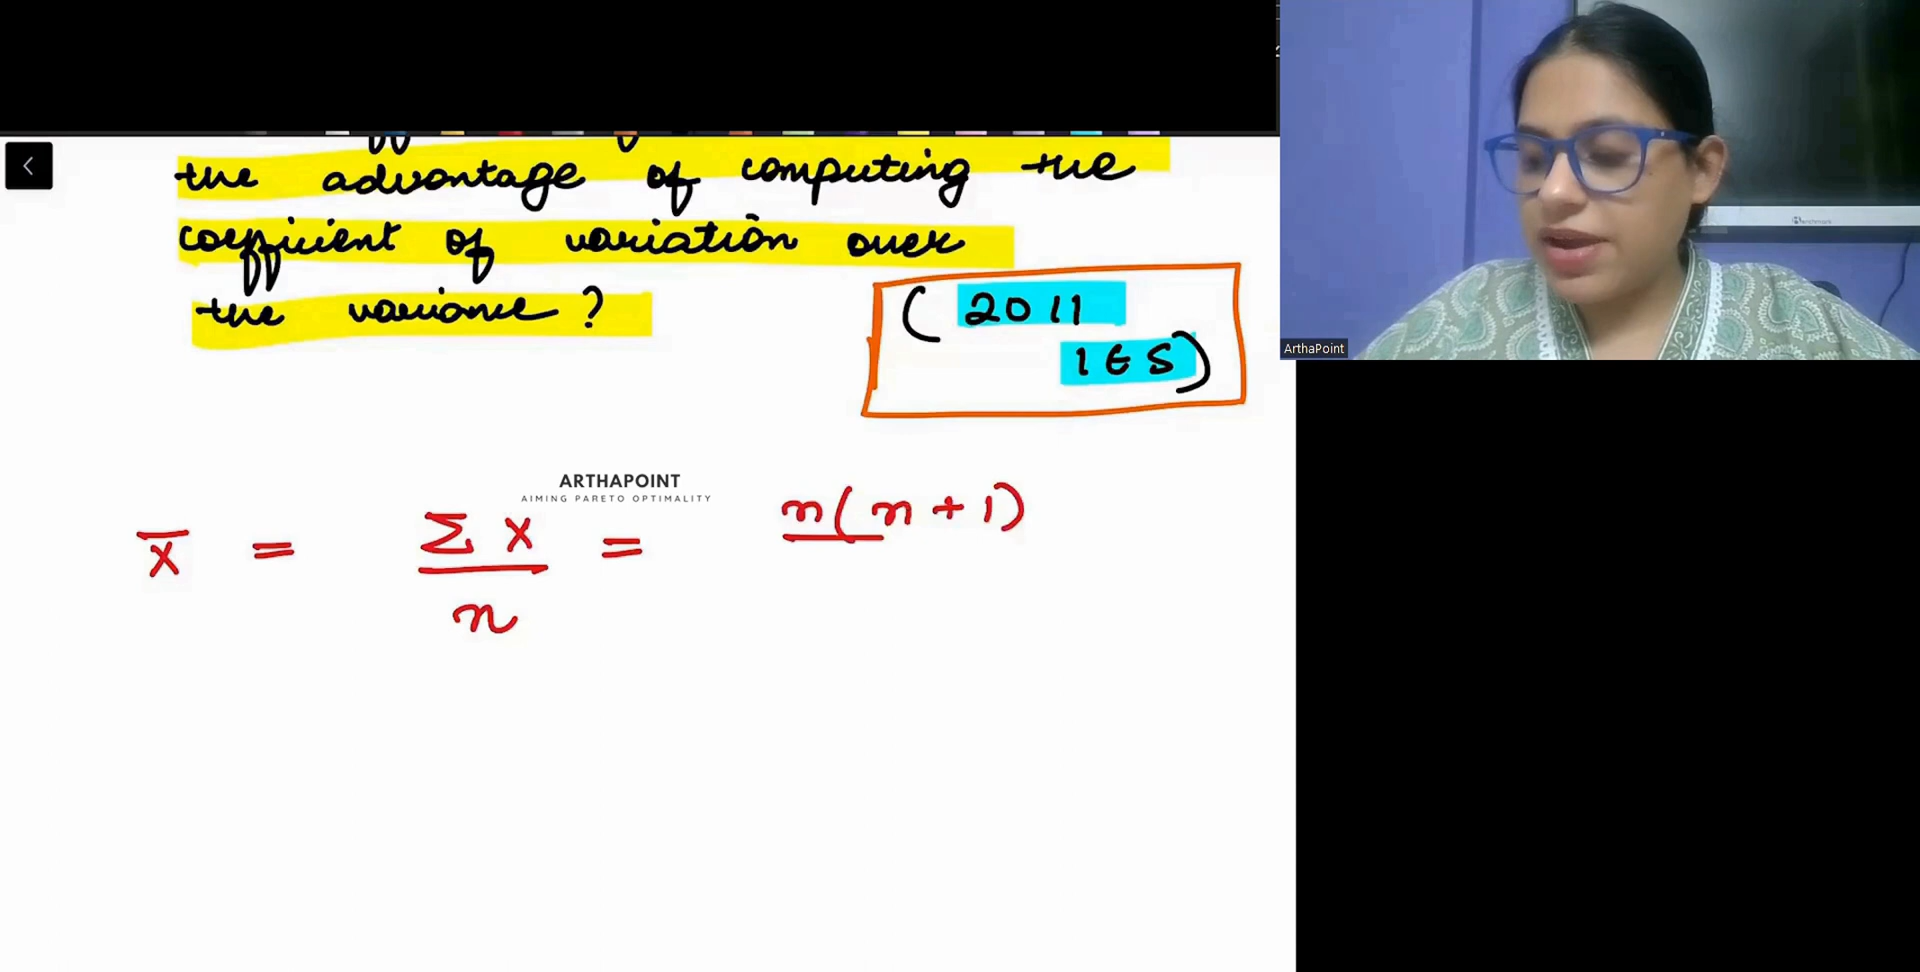 the advantage of computing the
coefficient of variation over
the variance ?
( 2011
IES )
ARTHAPOINT
AIMING PARETO OPTIMALITY
x̄ = Σ x / n = n ( n + 1 )
ArthaPoint